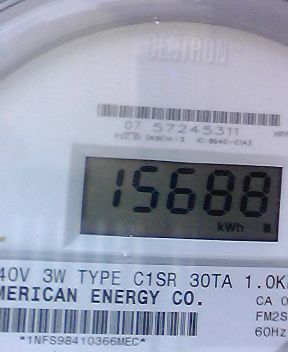 CENTRON
07 57245311
15688
kWh
40V 3W TYPE C1SR 30TA 1.0K
MERICAN ENERGY CO.
CA 0
FM2S
60Hz
*1NFS98410366MEC*